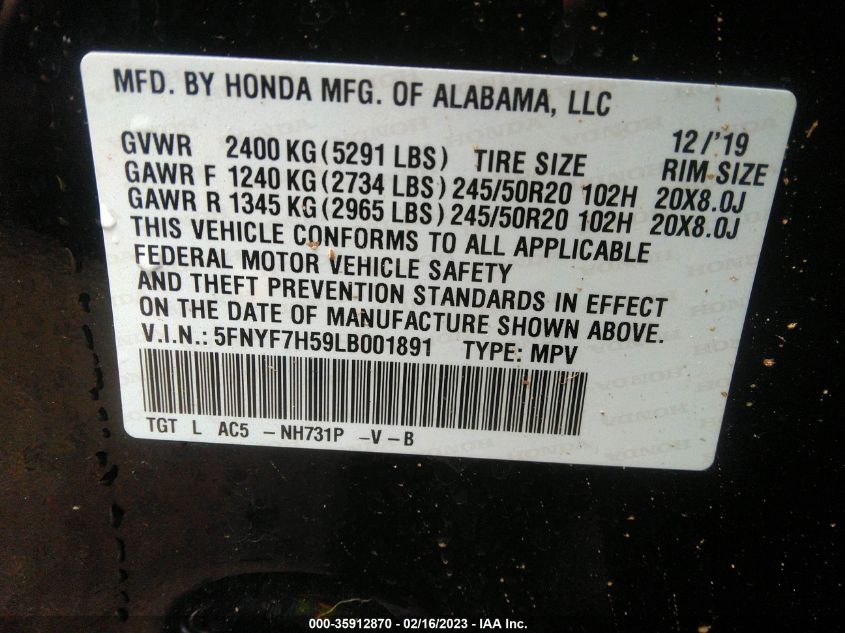 MFD. BY HONDA MFG. OF ALABAMA, LLC
12/'19
GVWR 2400 KG(5291 LBS) TIRE SIZE RIM SIZE
GAWR F 1240 KG(2734 LBS)245/50R20 102H 20X8.0J
GAWR R 1345 KG(2965 LBS)245/50R20 102H 20X8.0J
THIS VEHICLE CONFORMS TO ALL APPLICABLE
FEDERAL MOTOR VEHICLE SAFETY
AND THEFT PREVENTION STANDARDS IN EFFECT
ON THE DATE OF MANUFACTURE SHOWN ABOVE.
V.I.N.: 5FNYF7H59LB001891 TYPE: MPV
TGT L AC5 -NH731P -V-B
000-35912870 - 02/16/2023 - IAA Inc.